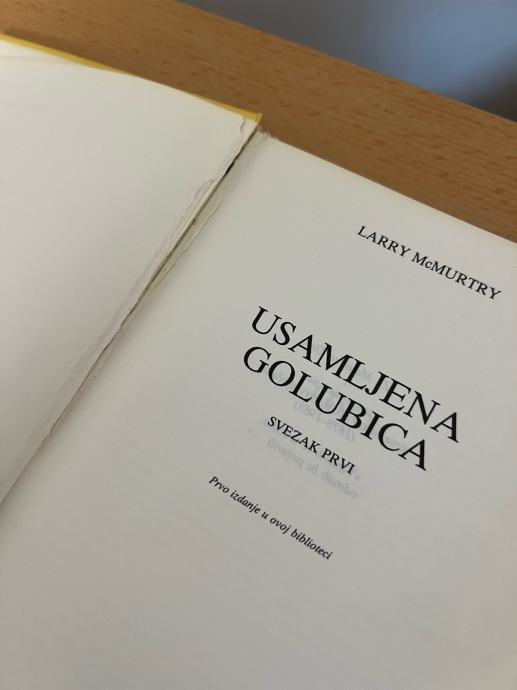 LARRY McMURTRY
USAMLJENA
GOLUBICA
SVEZAK PRVI
Prvo izdanje u ovoj biblioteci